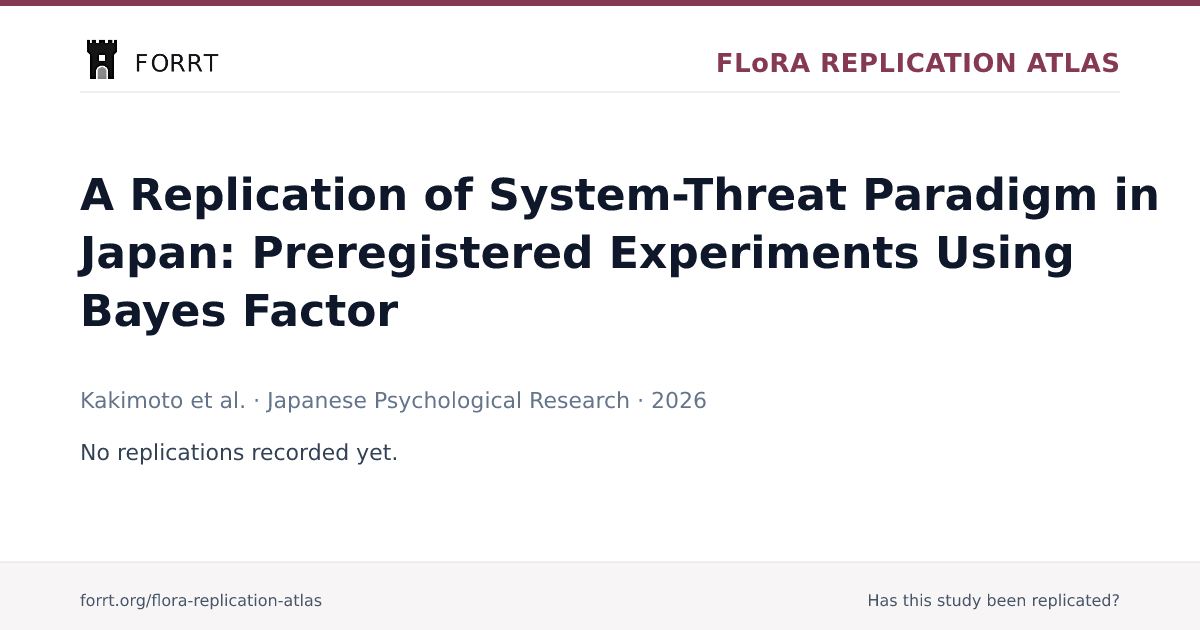 FORRT
FLoRA REPLICATION ATLAS
A Replication of System-Threat Paradigm in
Japan: Preregistered Experiments Using
Bayes Factor
Kakimoto et al. · Japanese Psychological Research · 2026
No replications recorded yet.
forrt.org/flora-replication-atlas
Has this study been replicated?